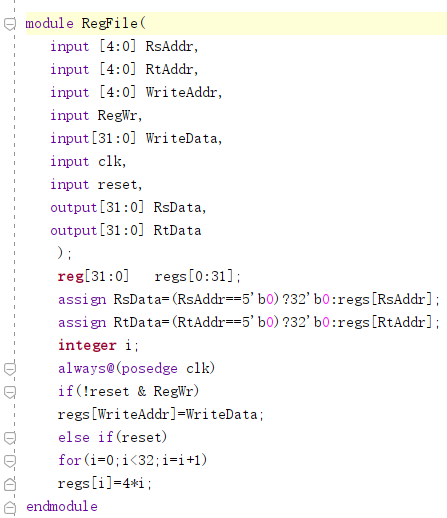 module RegFile(
input [4:0] RsAddr,
input [4:0] RtAddr,
input [4:0] WriteAddr,
input RegWr,
input[31:0] WriteData,
input clk,
input reset,
output[31:0] RsData,
output[31:0] RtData
);
reg[31:0] regs[0:31];
assign RsData=(RsAddr==5'b0)?32'b0:regs[RsAddr];
assign RtData=(RtAddr==5'b0)?32'b0:regs[RtAddr];
integer i;
always@(posedge clk)
if(!reset & RegWr)
regs[WriteAddr]=WriteData;
else if(reset)
for(i=0;i<32;i=i+1)
regs[i]=4*i;
endmodule